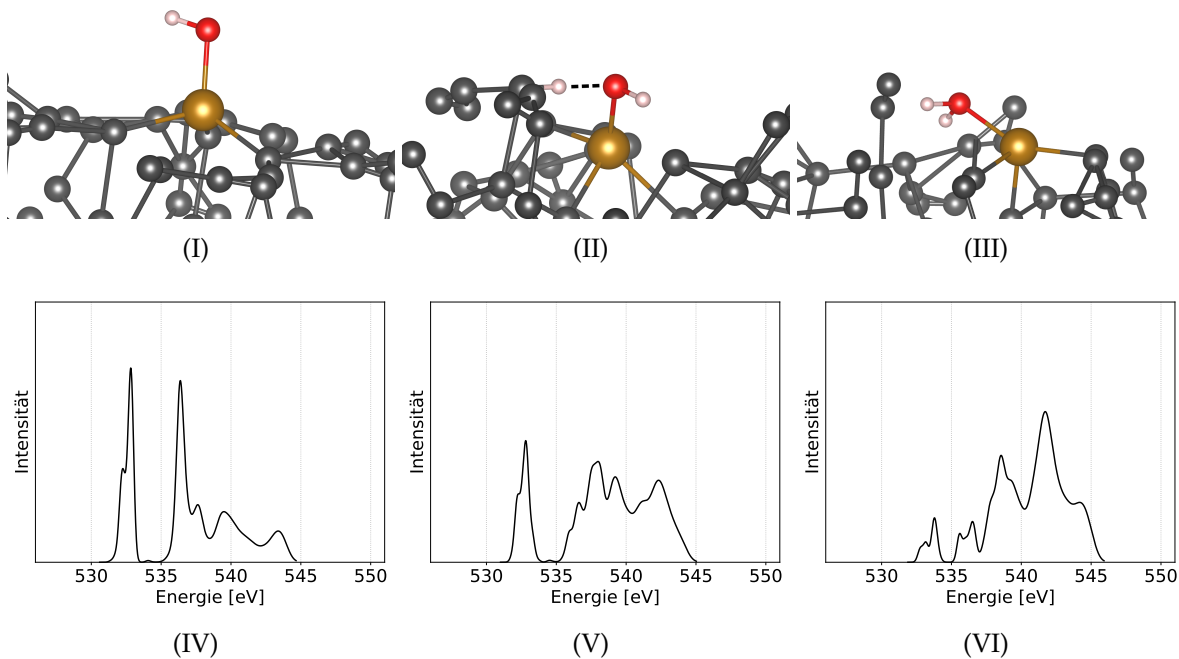 (I) (II) (III)
Intensität Intensität Intensität
530 535 540 545 550 530 535 540 545 550 530 535 540 545 550
Energie [eV] Energie [eV] Energie [eV]
(IV) (V) (VI)